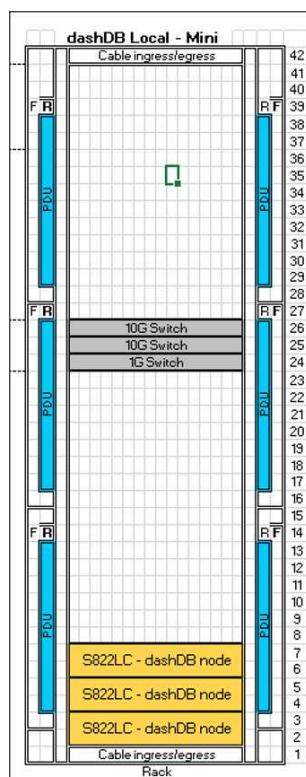 dashDB Local - Mini
Cable ingress/egress 42
41
40
F R R F 39
38
37
36
35
34
PDU PDU 33
32
31
30
29
28
F R R F 27
10G Switch 26
10G Switch 25
1G Switch 24
23
22
PDU PDU 21
20
19
18
17
16
15
F R R F 14
13
12
11
10
9
PDU PDU 8
S822LC - dashDB node 7
6
S822LC - dashDB node 5
4
S822LC - dashDB node 3
2
Cable ingress/egress 1
Rack